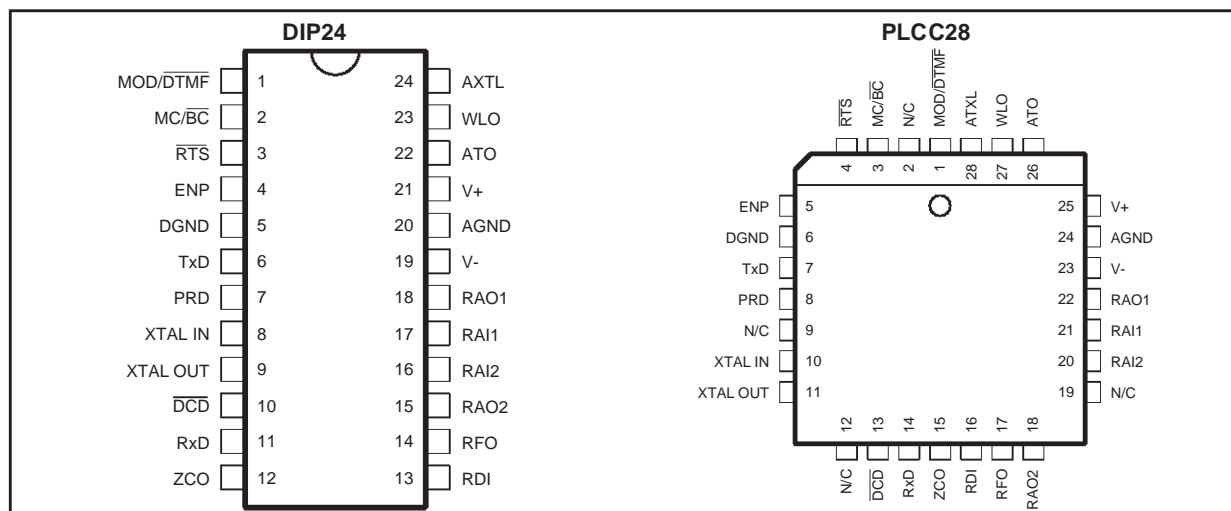 DIP24
MOD/DTMF 1 24 AXTL
MC/BC 2 23 WLO
RTS 3 22 ATO
ENP 4 21 V+
DGND 5 20 AGND
TxD 6 19 V-
PRD 7 18 RAO1
XTAL IN 8 17 RAI1
XTAL OUT 9 16 RAI2
DCD 10 15 RAO2
RxD 11 14 RFO
ZCO 12 13 RDI
PLCC28
RTS MC/BC N/C MOD/DTMF ATXL WLO ATO
4 3 2 1 28 27 26
ENP 5 25 V+
DGND 6 24 AGND
TxD 7 23 V-
PRD 8 22 RAO1
N/C 9 21 RAI1
XTAL IN 10 20 RAI2
XTAL OUT 11 19 N/C
12 13 14 15 16 17 18
N/C DCD RxD ZCO RDI RFO RAO2